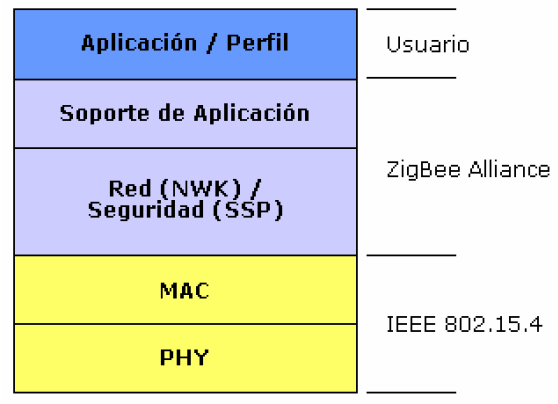 Aplicación / Perfil
Usuario
Soporte de Aplicación
ZigBee Alliance
Red (NWK) /
Seguridad (SSP)
MAC
IEEE 802.15.4
PHY